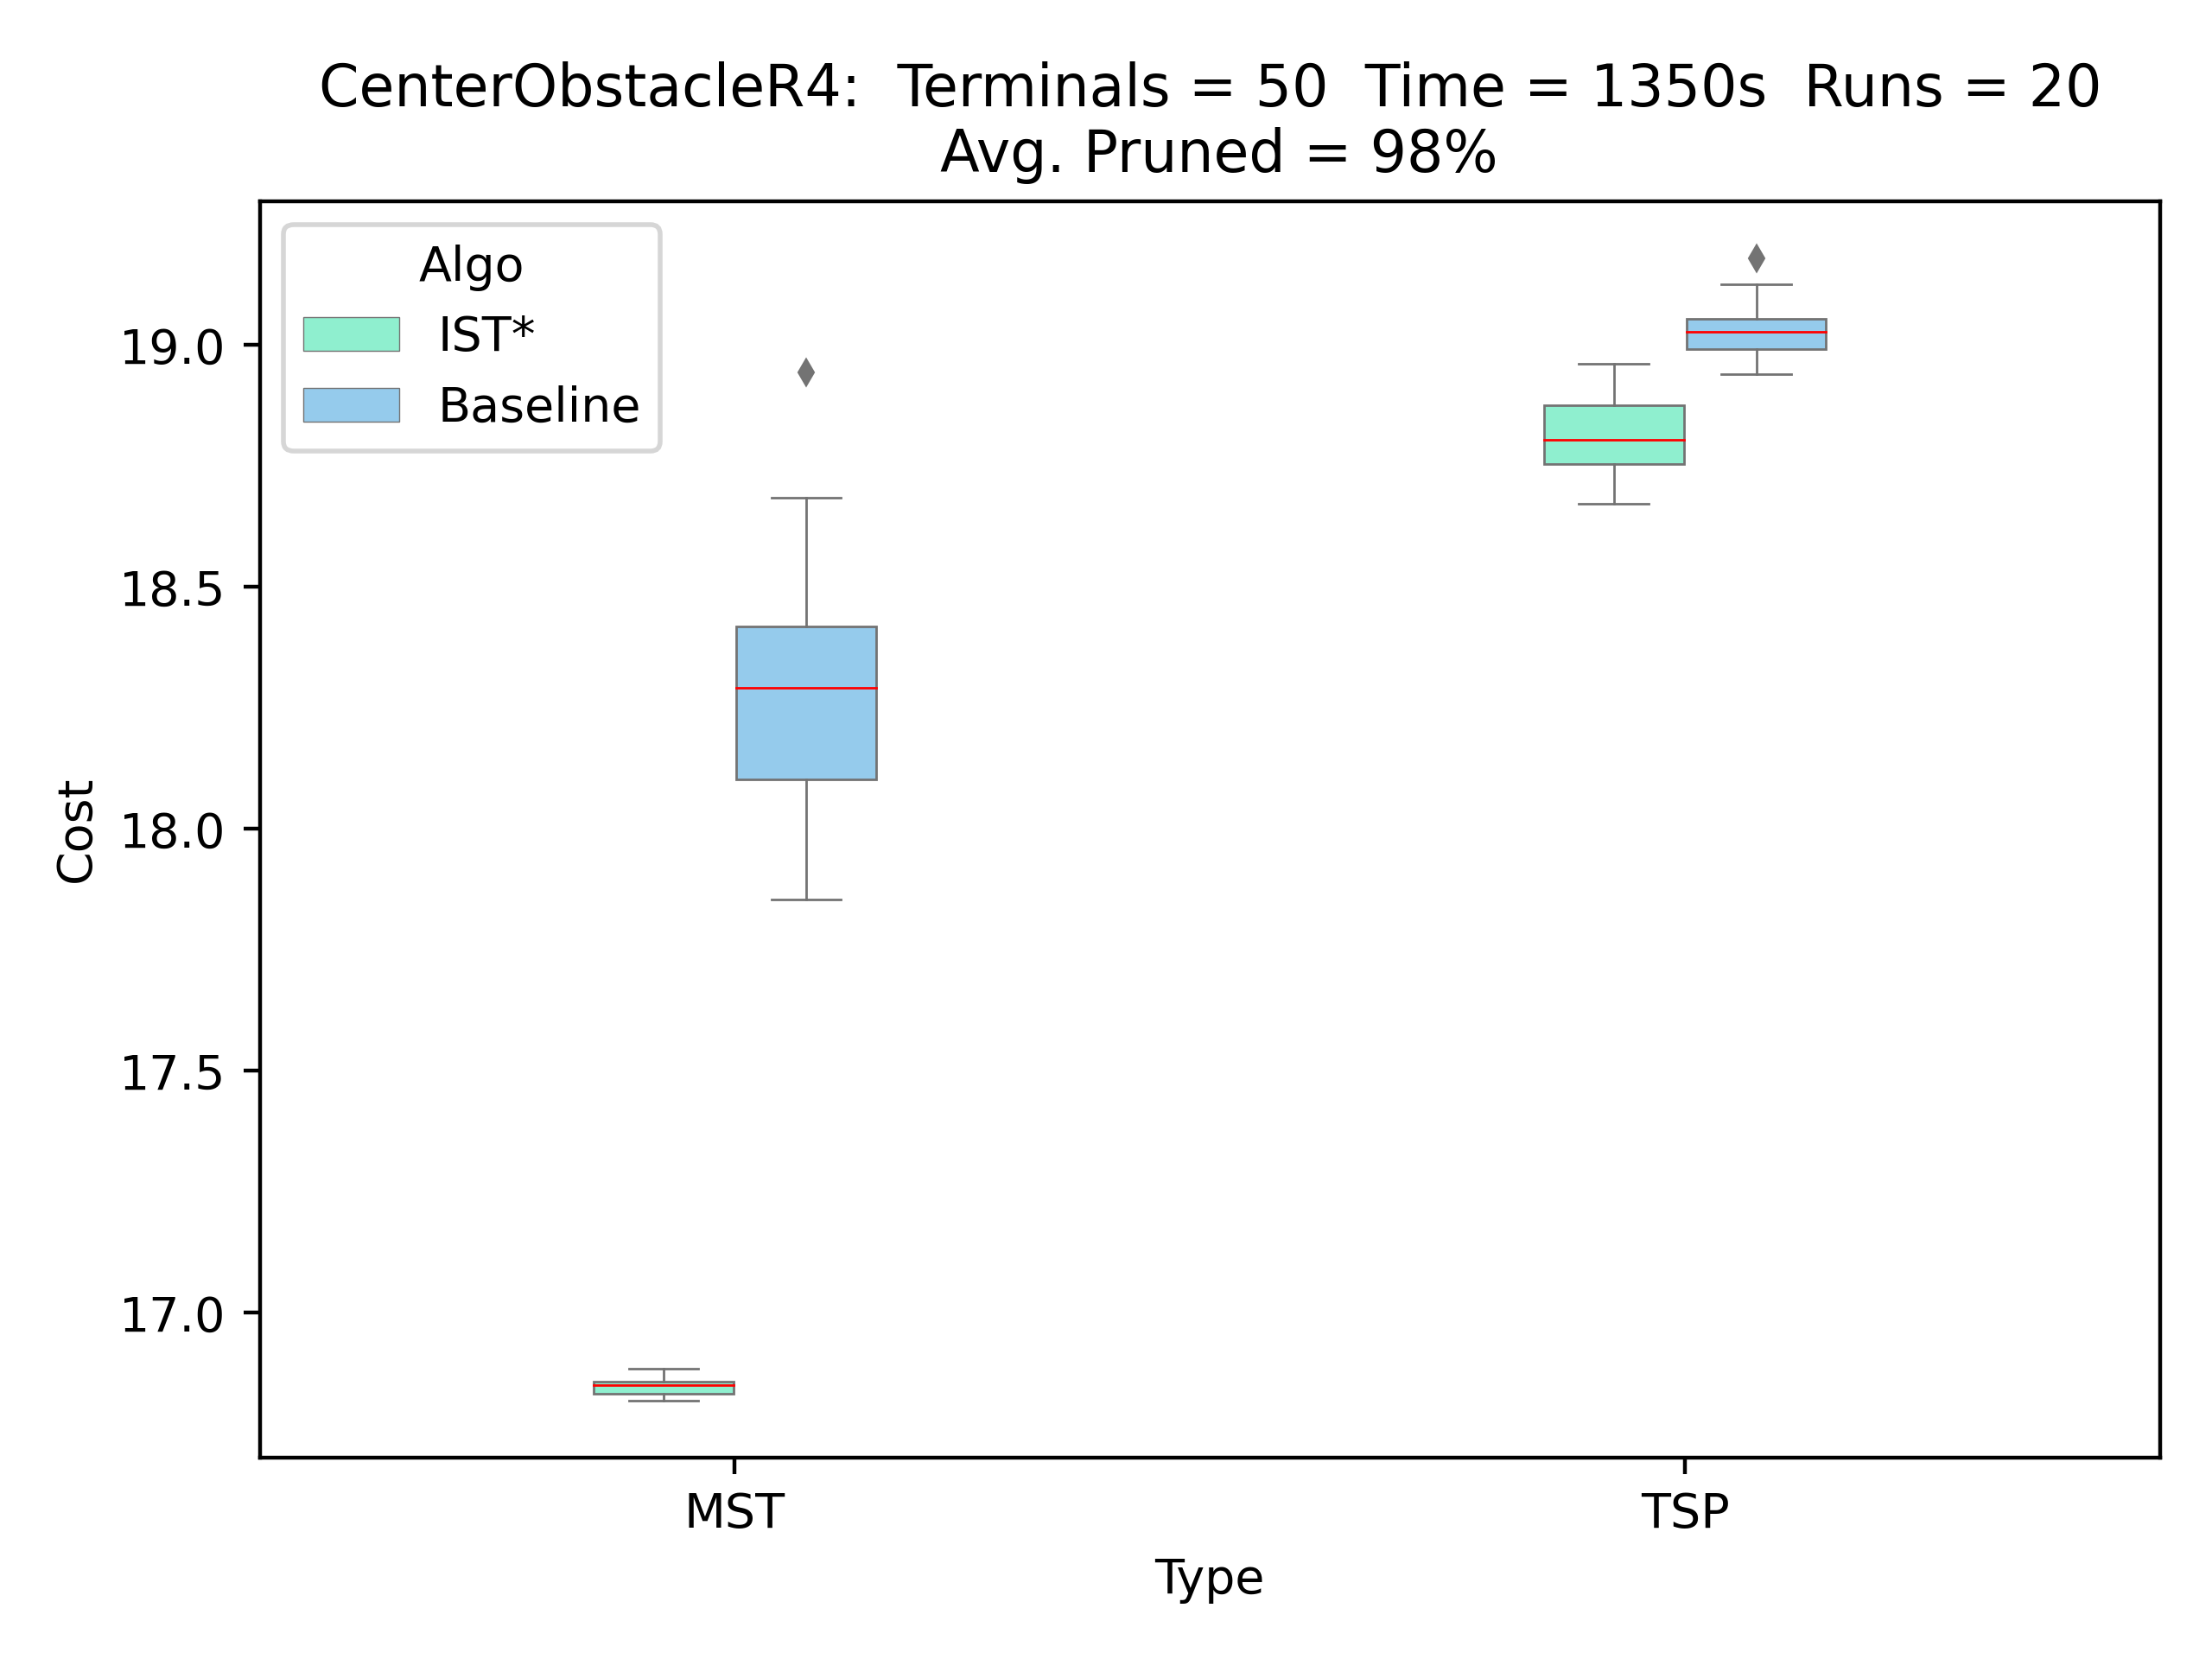 CenterObstacleR4:  Terminals = 50  Time = 1350s  Runs = 20
Avg. Pruned = 98%
Algo
IST*
Baseline
19.0
18.5
18.0
17.5
17.0
Cost
MST
TSP
Type